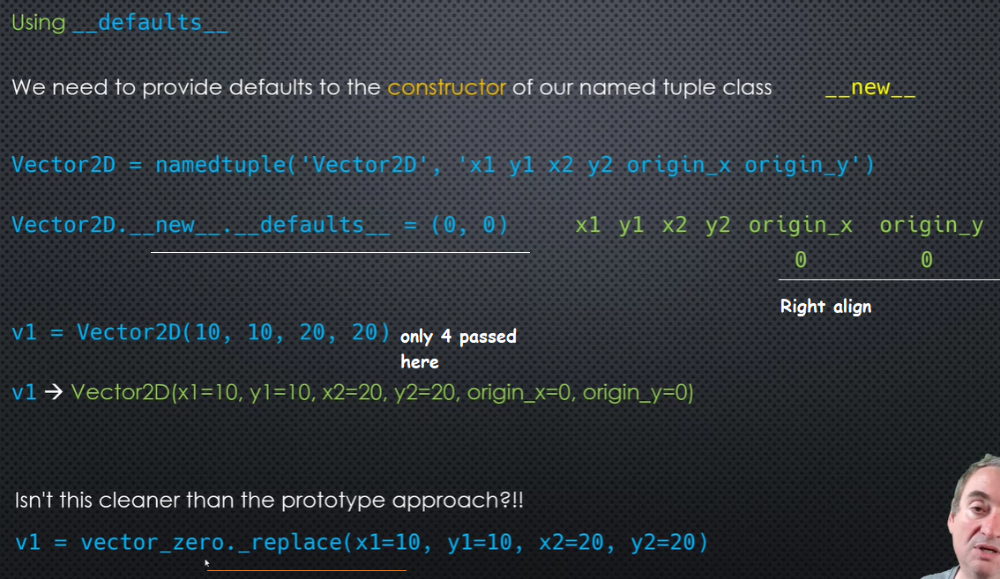 Using __defaults__
We need to provide defaults to the constructor of our named tuple class __new__
Vector2D = namedtuple('Vector2D', 'x1 y1 x2 y2 origin_x origin_y')
Vector2D.__new__.__defaults__ = (0, 0) x1 y1 x2 y2 origin_x origin_y
0 0
Right align
v1 = Vector2D(10, 10, 20, 20) only 4 passed
here
v1 → Vector2D(x1=10, y1=10, x2=20, y2=20, origin_x=0, origin_y=0)
Isn't this cleaner than the prototype approach?!!
v1 = vector_zero._replace(x1=10, y1=10, x2=20, y2=20)